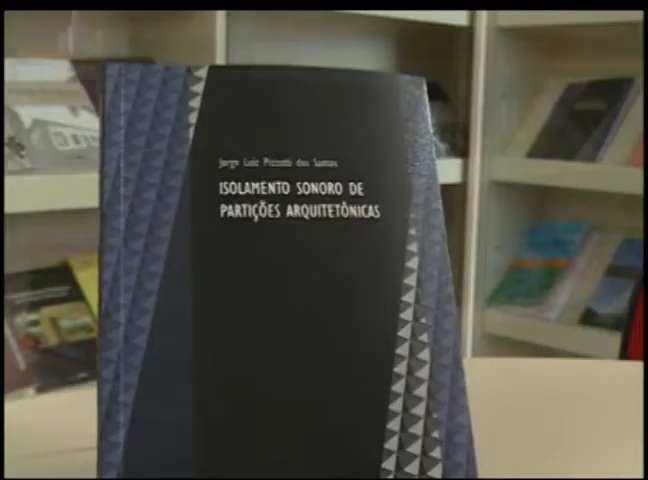 Jorge Luiz Pizzutti dos Santos
ISOLAMENTO SONORO DE
PARTIÇÕES ARQUITETÔNICAS